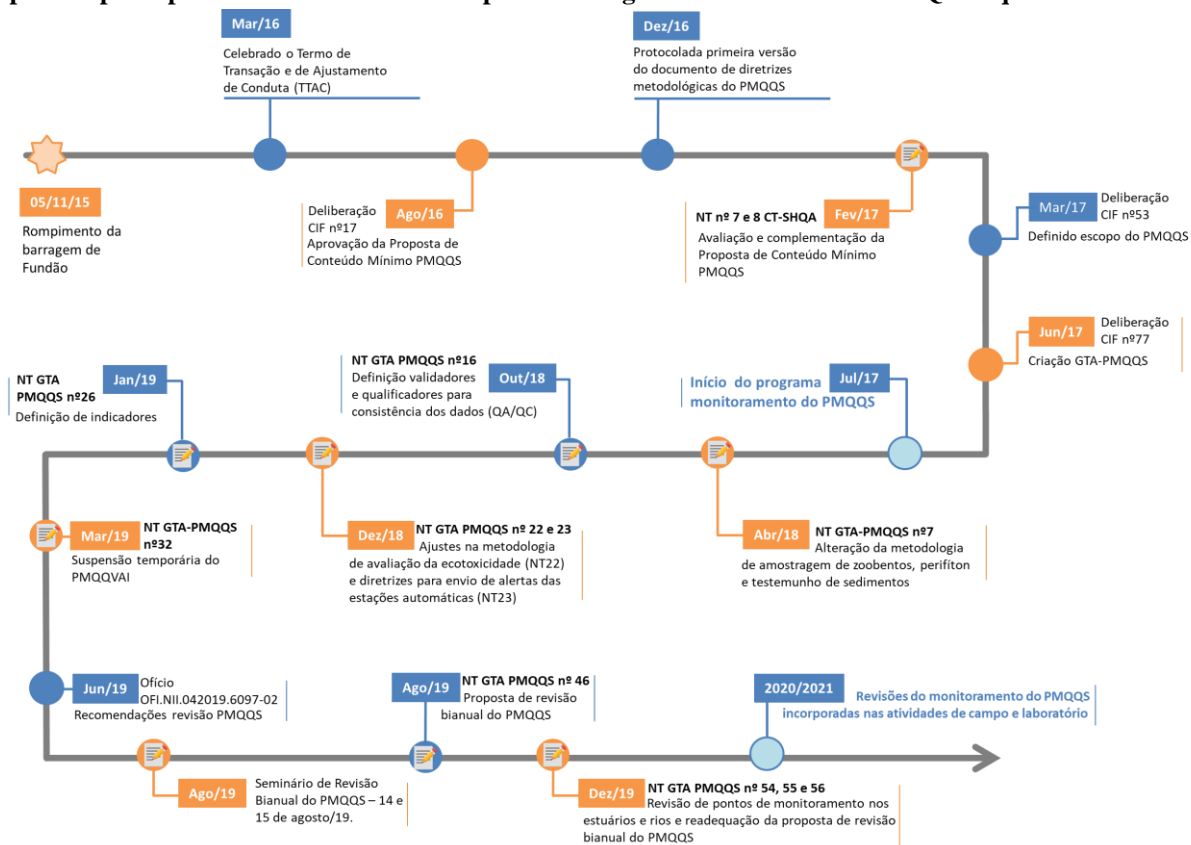 Mar/16
Celebrado o Termo de
Transação e de Ajustamento
de Conduta (TTAC)
Dez/16
Protocolada primeira versão
do documento de diretrizes
metodológicas do PMQQS
05/11/15
Rompimento da
barragem de
Fundão
Deliberação
CIF nº17
Ago/16
Aprovação da Proposta de
Conteúdo Mínimo PMQQS
NT nº 7 e 8 CT-SHQA
Fev/17
Avaliação e complementação da
Proposta de Conteúdo Mínimo
PMQQS
Mar/17
Deliberação
CIF nº53
Definido escopo do PMQQS
Jun/17
Deliberação
CIF nº77
Criação GTA-PMQQS
Início do programa
monitoramento do PMQQS
Jul/17
NT GTA PMQQS nº16
Definição validadores
e qualificadores para
consistência dos dados (QA/QC)
Out/18
NT GTA
PMQQS nº26
Jan/19
Definição de indicadores
Abr/18
NT GTA-PMQQS nº7
Alteração da metodologia
de amostragem de zoobentos, perifíton
e testemunho de sedimentos
Dez/18
NT GTA PMQQS nº 22 e 23
Ajustes na metodologia
de avaliação da ecotoxicidade (NT22)
e diretrizes para envio de alertas das
estações automáticas (NT23)
Mar/19
NT GTA-PMQQS
nº32
Suspensão temporária do
PMQQVAI
Jun/19
Ofício
OFI.NII.042019.6097-02
Recomendações revisão PMQQS
Ago/19
Seminário de Revisão
Bianual do PMQQS – 14 e
15 de agosto/19.
Ago/19
NT GTA PMQQS nº 46
Proposta de revisão
bianual do PMQQS
Dez/19
NT GTA PMQQS nº 54, 55 e 56
Revisão de pontos de monitoramento nos
estuários e rios e readequação da proposta de revisão
bianual do PMQQS
2020/2021
Revisões do monitoramento do PMQQS
incorporadas nas atividades de campo e laboratório